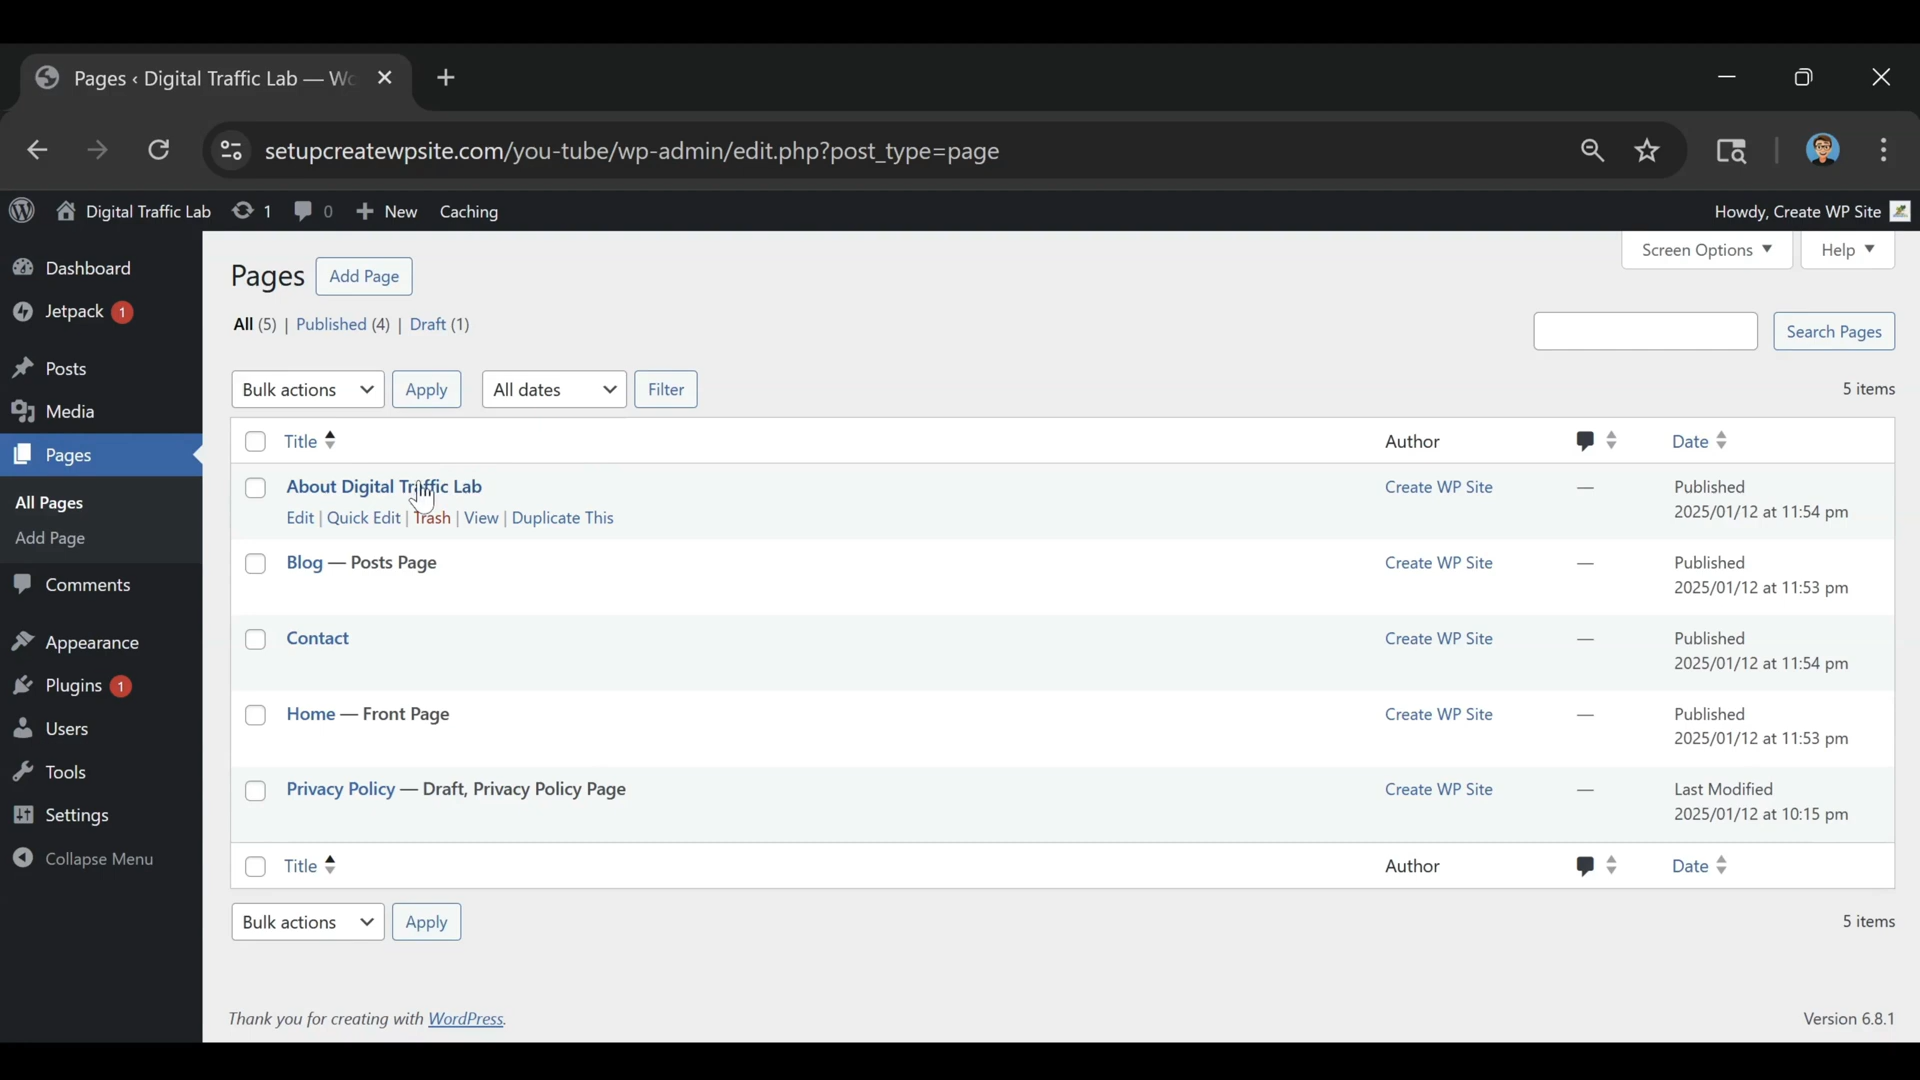 Pages ‹ Digital Traffic Lab — Wo
setupcreatewpsite.com/you-tube/wp-admin/edit.php?post_type=page
Digital Traffic Lab 1 0 New Caching Howdy, Create WP Site
Screen Options Help
Dashboard
Jetpack 1
Posts
Media
Pages
All Pages
Add Page
Comments
Appearance
Plugins 1
Users
Tools
Settings
Collapse Menu
Pages Add Page
All (5) | Published (4) | Draft (1)
Search Pages
Bulk actions Apply All dates Filter 5 items
Title Author Date
About Digital Traffic Lab Create WP Site — Published
2025/01/12 at 11:54 pm
Edit | Quick Edit | Trash | View | Duplicate This
Blog — Posts Page Create WP Site — Published
2025/01/12 at 11:53 pm
Contact Create WP Site — Published
2025/01/12 at 11:54 pm
Home — Front Page Create WP Site — Published
2025/01/12 at 11:53 pm
Privacy Policy — Draft, Privacy Policy Page Create WP Site — Last Modified
2025/01/12 at 10:15 pm
Title Author Date
Bulk actions Apply 5 items
Thank you for creating with WordPress. Version 6.8.1